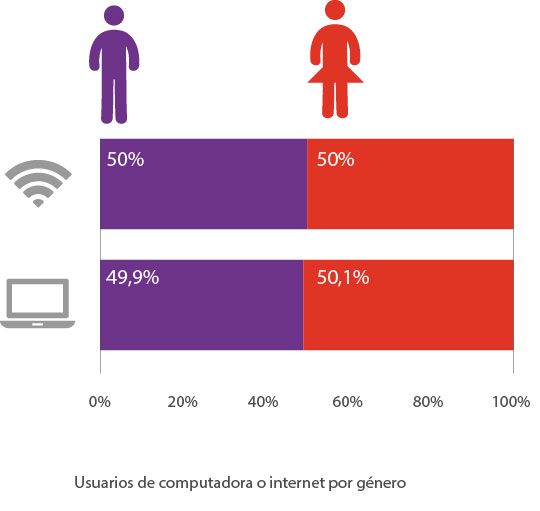 50% 50%
49,9% 50,1%
0% 20% 40% 60% 80% 100%
Usuarios de computadora o internet por género